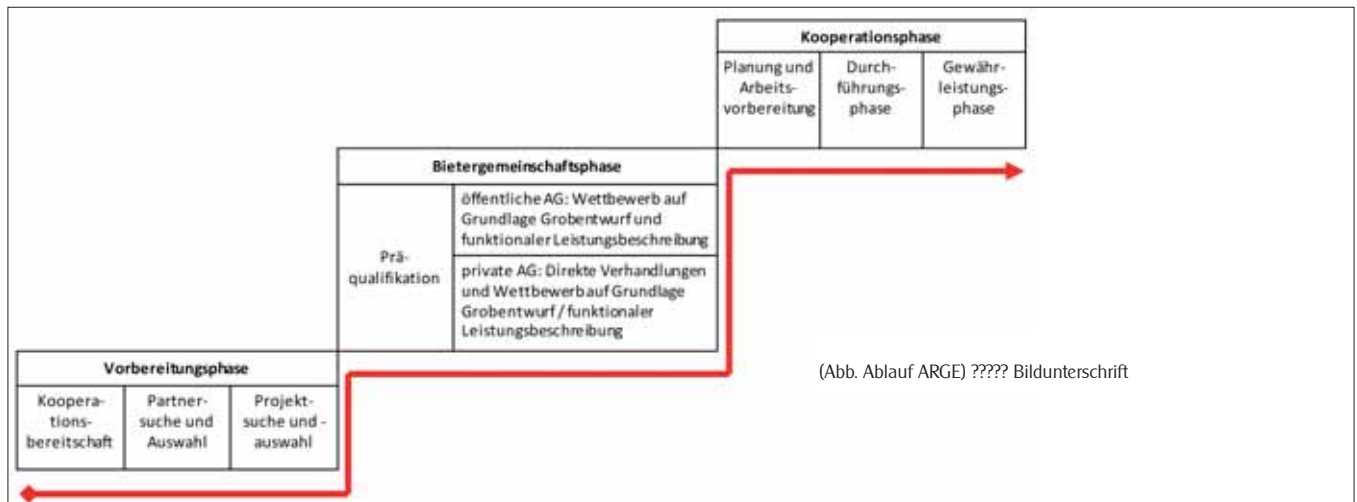 Kooperationsphase
Planung und
Arbeits-
vorbereitung
Durch-
führungs-
phase
Gewähr-
leistungs-
phase
Bietergemeinschaftsphase
Prä-
qualifikation
öffentliche AG: Wettbewerb auf
Grundlage Grobentwurf und
funktionaler Leistungsbeschreibung
private AG: Direkte Verhandlungen
und Wettbewerb auf Grundlage
Grobentwurf / funktionaler
Leistungsbeschreibung
Vorbereitungsphase
Koopera-
tions-
bereitschaft
Partner-
suche und
Auswahl
Projekt-
suche und -
auswahl
(Abb. Ablauf ARGE) ????? Bildunterschrift